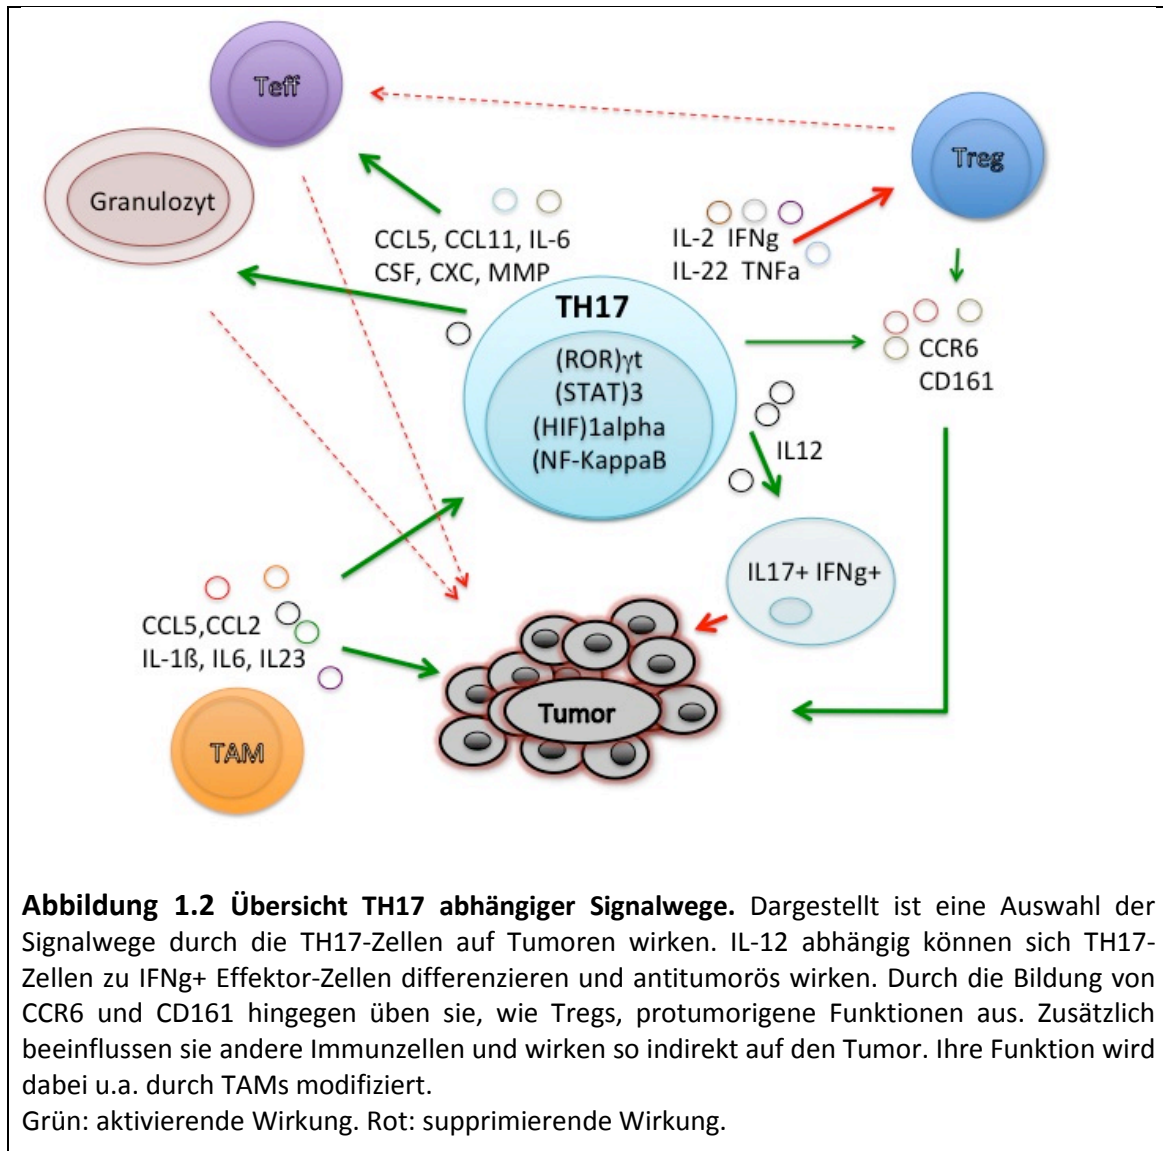 Teff
Granulozyt
Treg
CCL5, CCL11, IL-6
CSF, CXC, MMP
IL-2 IFNg
IL-22 TNFa
TH17
(ROR)γt
(STAT)3
(HIF)1alpha
(NF-KappaB
CCR6
CD161
IL12
IL17+ IFNg+
CCL5,CCL2
IL-1ß, IL6, IL23
TAM
Tumor
Abbildung 1.2 Übersicht TH17 abhängiger Signalwege. Dargestellt ist eine Auswahl der
Signalwege durch die TH17-Zellen auf Tumoren wirken. IL-12 abhängig können sich TH17-
Zellen zu IFNg+ Effektor-Zellen differenzieren und antitumorös wirken. Durch die Bildung von
CCR6 und CD161 hingegen üben sie, wie Tregs, protumorigene Funktionen aus. Zusätzlich
beeinflussen sie andere Immunzellen und wirken so indirekt auf den Tumor. Ihre Funktion wird
dabei u.a. durch TAMs modifiziert.
Grün: aktivierende Wirkung. Rot: supprimierende Wirkung.